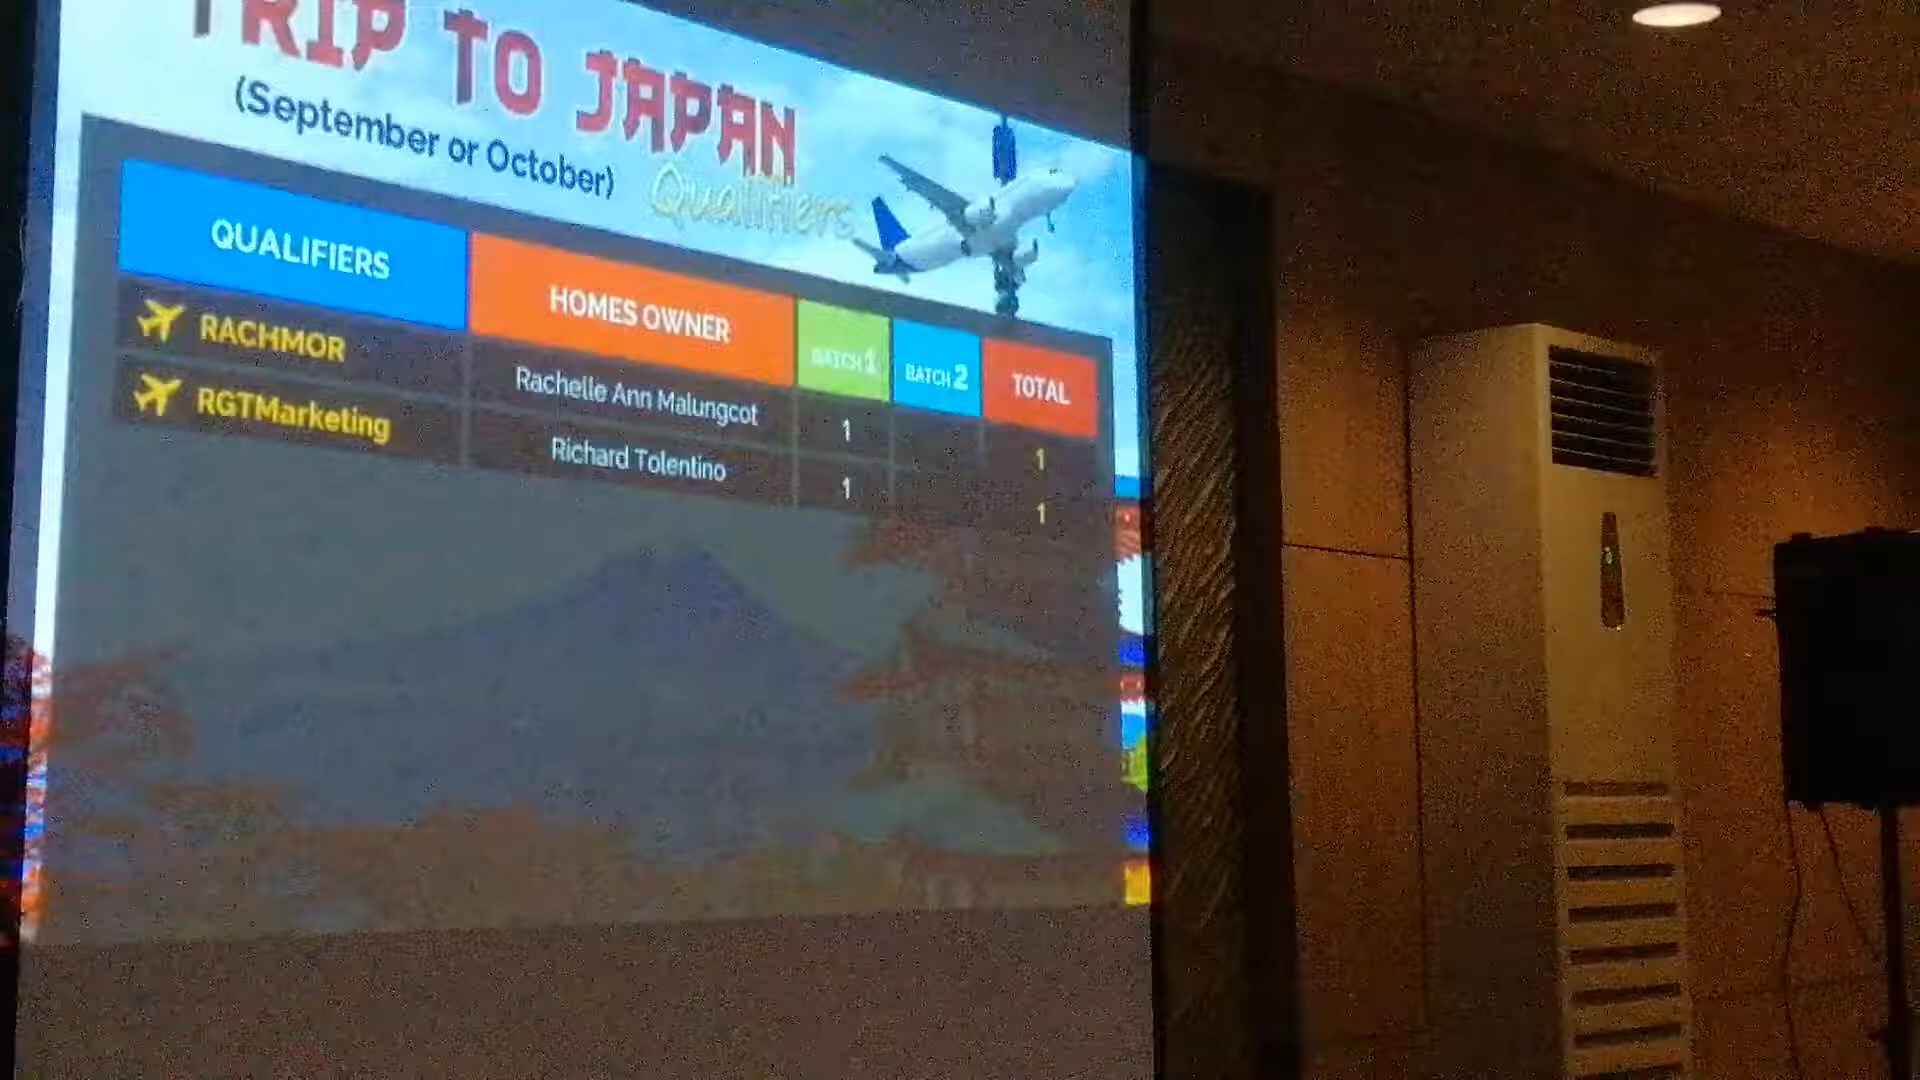 TRIP TO JAPAN
(September or October)
Qualifiers
QUALIFIERS HOMES OWNER BATCH 1 BATCH 2 TOTAL
RACHMOR Rachelle Ann Malungcot 1 1
RGTMarketing Richard Tolentino 1 1